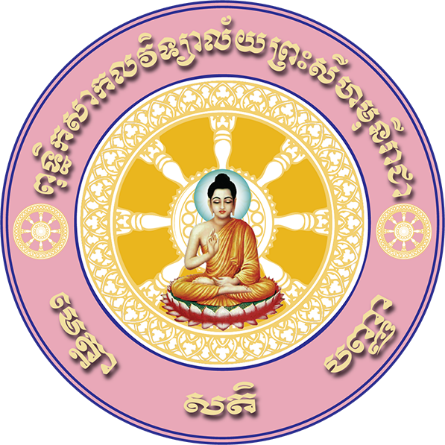 ពុទ្ធិកសាកលវិទ្យាល័យព្រះសីហមុនីរាជា
មេត្តា
សតិ
បញ្ញា